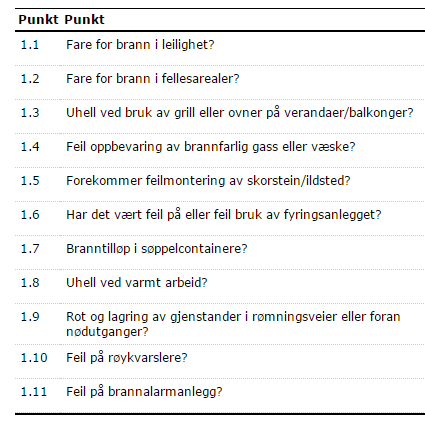 Punkt Punkt
1.1 Fare for brann i leilighet?
1.2 Fare for brann i fellesarealer?
1.3 Uhell ved bruk av grill eller ovner på verandaer/balkonger?
1.4 Feil oppbevaring av brannfarlig gass eller væske?
1.5 Forekommer feilmontering av skorstein/ildsted?
1.6 Har det vært feil på eller feil bruk av fyringsanlegget?
1.7 Branntilløp i søppelcontainere?
1.8 Uhell ved varmt arbeid?
1.9 Rot og lagring av gjenstander i rømningsveier eller foran
nødutganger?
1.10 Feil på røykvarslere?
1.11 Feil på brannalarmanlegg?